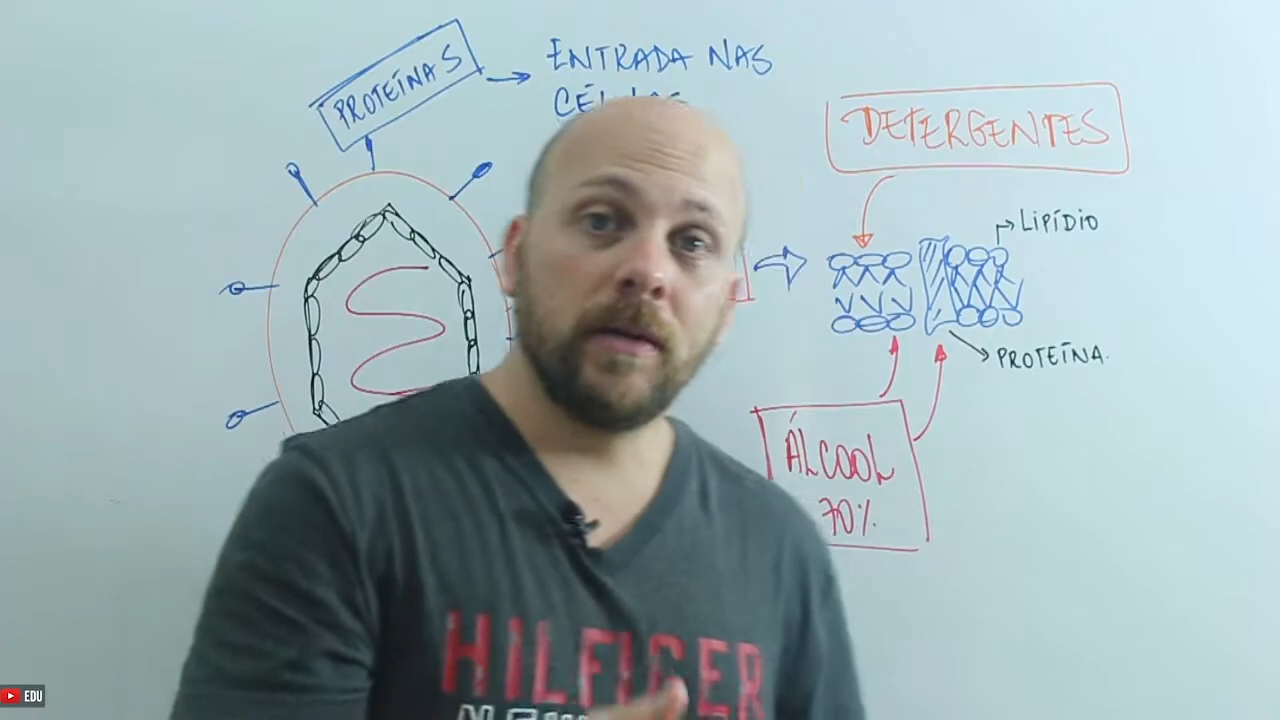 PROTEÍNAS
ENTRADA NAS
DETERGENTES
LIPÍDIO
PROTEÍNA.
ÁLCOOL
70%
HILFIGER
EDU